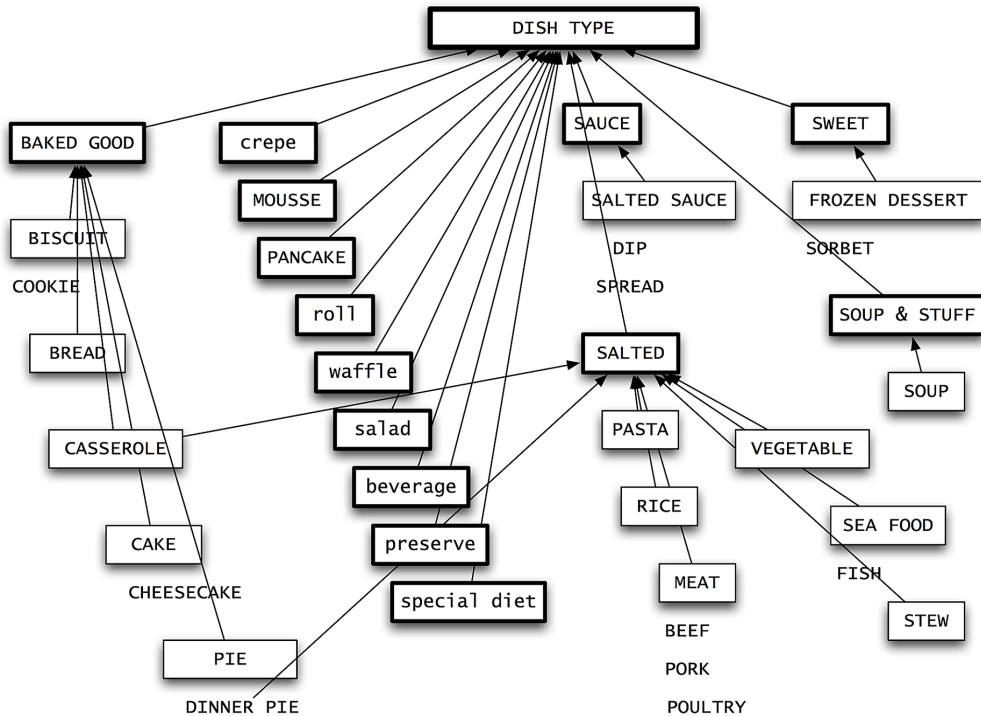 DISH TYPE
BAKED GOOD
crepe
SAUCE
SWEET
MOUSSE
SALTED SAUCE
FROZEN DESSERT
BISCUIT
PANCAKE
DIP
SORBET
COOKIE
SPREAD
roll
SOUP & STUFF
BREAD
waffle
SALTED
SOUP
CASSEROLE
salad
PASTA
VEGETABLE
beverage
RICE
SEA FOOD
CAKE
preserve
MEAT
FISH
CHEESECAKE
special diet
BEEF
STEW
PIE
PORK
DINNER PIE
POULTRY